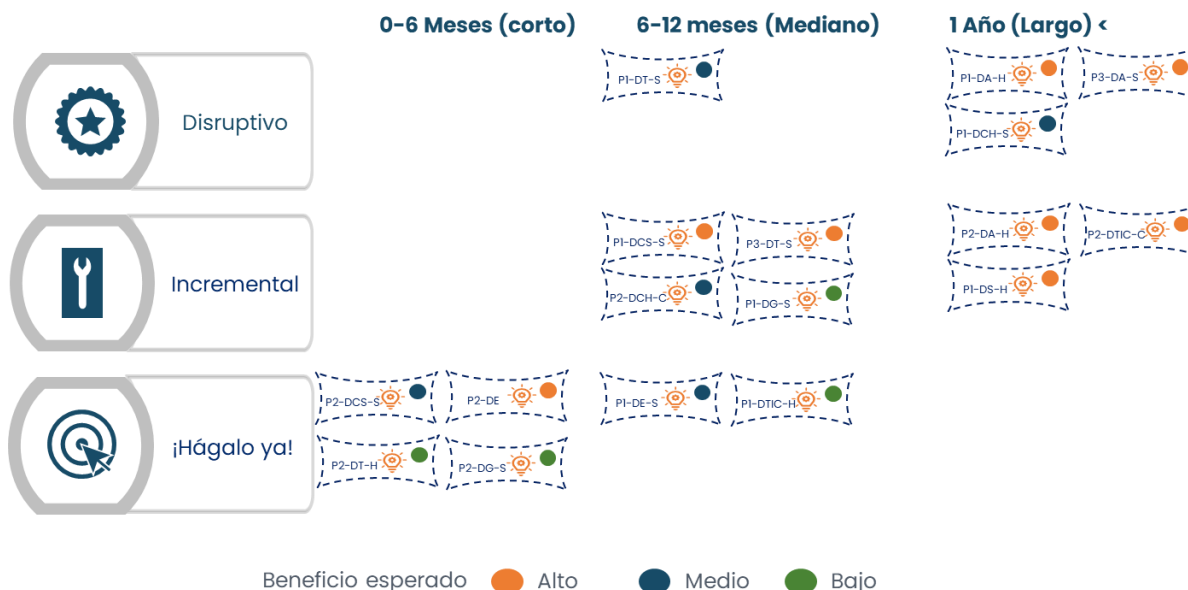 0-6 Meses (corto) 6-12 meses (Mediano) 1 Año (Largo) <
Disruptivo
P1-DT-S
P1-DA-H P3-DA-S
P1-DCH-S
Incremental
P1-DCS-S P3-DT-S
P2-DCH-C P1-DG-S
P2-DA-H P2-DTIC-C
P1-DS-H
¡Hágalo ya!
P2-DCS-S P2-DE
P2-DT-H P2-DG-S
P1-DE-S P1-DTIC-H
Beneficio esperado Alto Medio Bajo